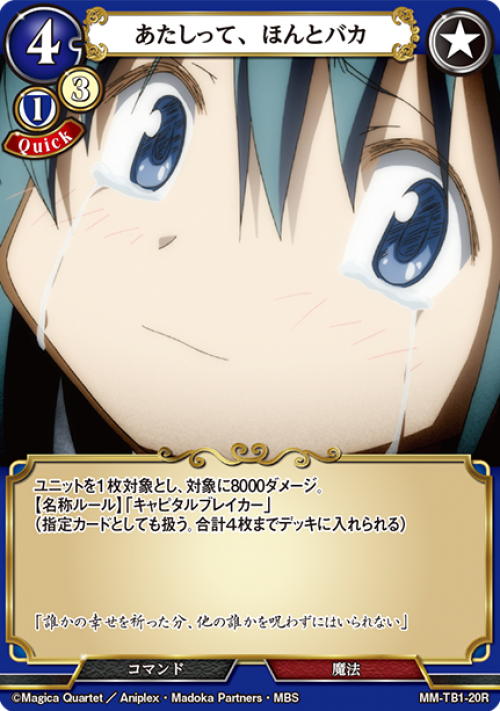 4
あたしって、ほんとバカ
1
3
Quick
ユニットを1枚対象とし、対象に8000ダメージ。
【名称ルール】「キャピタルブレイカー」
（指定カードとしても扱う。合計4枚までデッキに入れられる）
「誰かの幸せを祈った分、他の誰かを呪わずにはいられない」
コマンド
魔法
©Magica Quartet／Aniplex・Madoka Partners・MBS
MM-TB1-20R